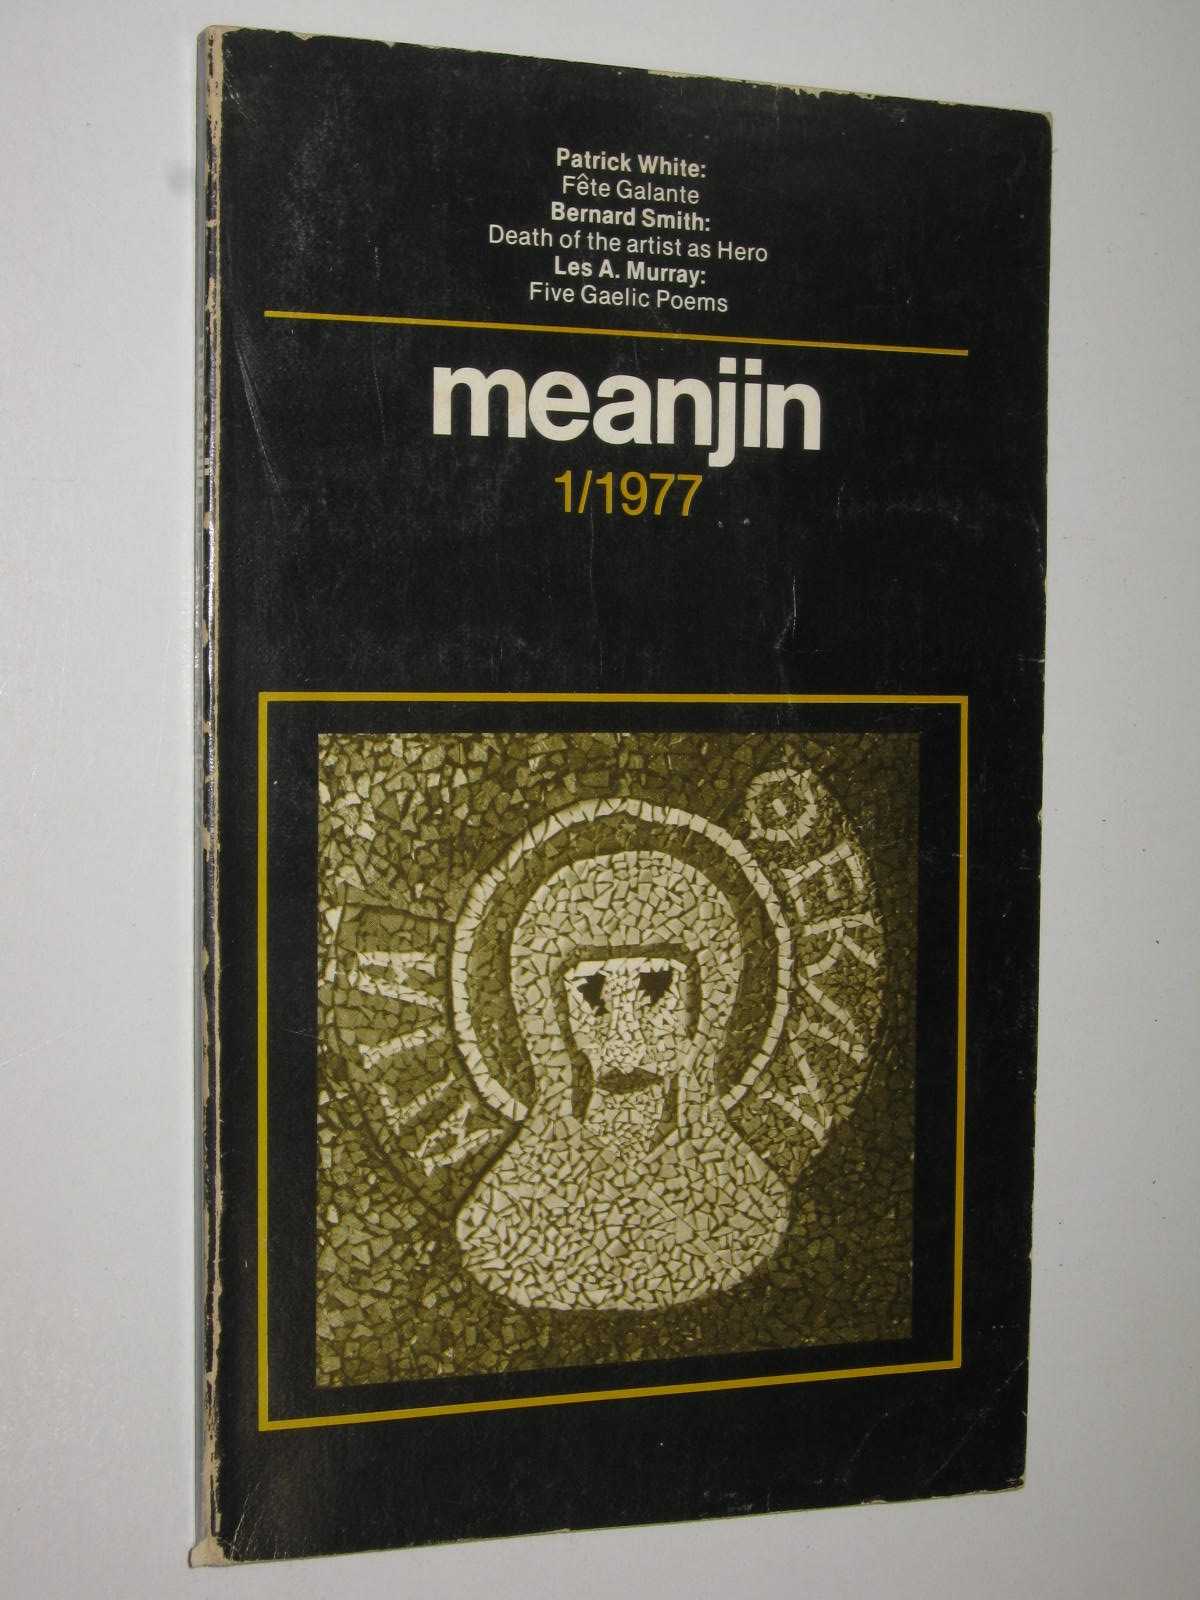 Patrick White:
Fête Galante
Bernard Smith:
Death of the artist as Hero
Les A. Murray:
Five Gaelic Poems
meanjin
1/1977